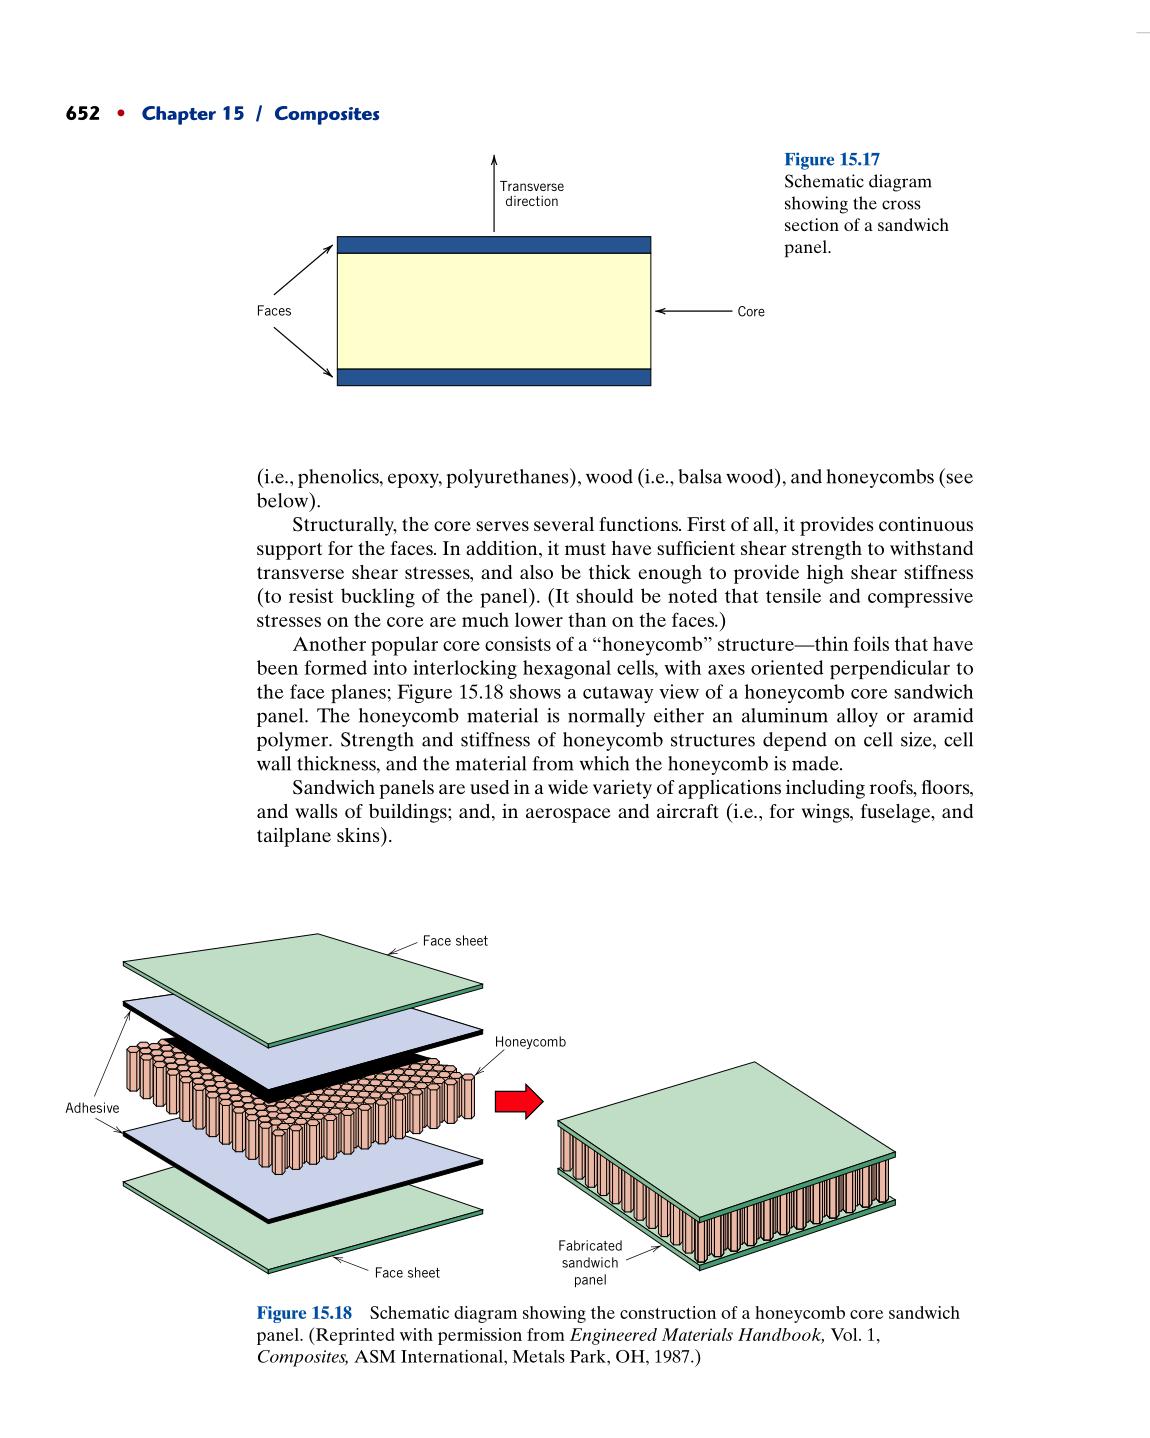 652 • Chapter 15 / Composites
Transverse
direction
Faces
Core
Figure 15.17
Schematic diagram
showing the cross
section of a sandwich
panel.
(i.e., phenolics, epoxy, polyurethanes), wood (i.e., balsa wood), and honeycombs (see
below).
Structurally, the core serves several functions. First of all, it provides continuous
support for the faces. In addition, it must have sufficient shear strength to withstand
transverse shear stresses, and also be thick enough to provide high shear stiffness
(to resist buckling of the panel). (It should be noted that tensile and compressive
stresses on the core are much lower than on the faces.)
Another popular core consists of a “honeycomb” structure—thin foils that have
been formed into interlocking hexagonal cells, with axes oriented perpendicular to
the face planes; Figure 15.18 shows a cutaway view of a honeycomb core sandwich
panel. The honeycomb material is normally either an aluminum alloy or aramid
polymer. Strength and stiffness of honeycomb structures depend on cell size, cell
wall thickness, and the material from which the honeycomb is made.
Sandwich panels are used in a wide variety of applications including roofs, floors,
and walls of buildings; and, in aerospace and aircraft (i.e., for wings, fuselage, and
tailplane skins).
Face sheet
Honeycomb
Adhesive
Face sheet
Fabricated
sandwich
panel
Figure 15.18 Schematic diagram showing the construction of a honeycomb core sandwich
panel. (Reprinted with permission from Engineered Materials Handbook, Vol. 1,
Composites, ASM International, Metals Park, OH, 1987.)